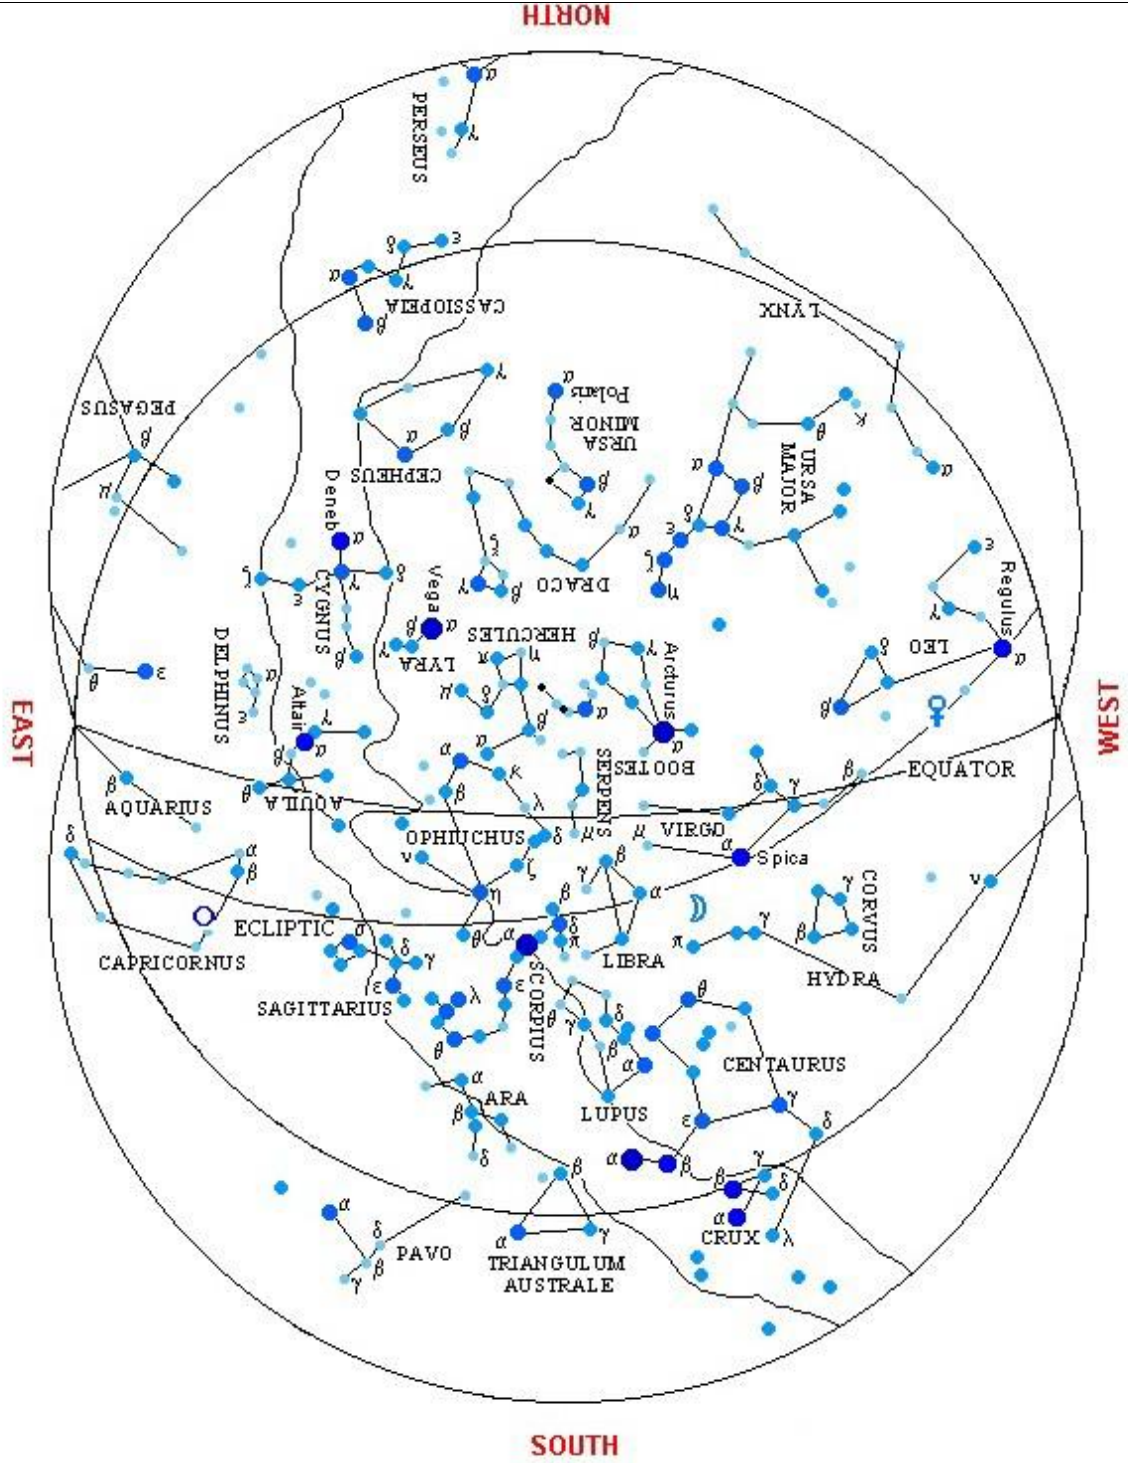 NORTH
α
PERSEUS
γ
δ
ε
α
γ
CASSIOPEIA
β
LYNX
γ
α
Polaris
URSA
MINOR
κ
PEGASUS
β
α
β
CEPHEUS
θ
URSA
MAJOR
α
α
β
β
μ
γ
δ
γ
α
Deneb
α
ε
ζ
ε
ζ
γ
δ
ε
CYGNUS
γ
β
DRACO
η
γ
Regulus
Vega
β
α
HERCULES
β
γ
LEO
DELPHINUS
γ
LYRA
π
η
Arcturus
δ
α
β
θ
ε
α
μ
δ
α
β
ε
Altair
γ
β
α
EAST
WEST
α
α
BOOTES
β
α
κ
SERPENS
β
EQUATOR
β
AQUARIUS
θ
AQUILA
β
λ
δ
γ
δ
OPHIUCHUS
δ
μ
μ
VIRGO
α
Spica
α
ν
ζ
γ
β
β
η
β
α
γ
CORVUS
ν
ECLIPTIC
σ
θ
α
δ
π
LIBRA
π
γ
β
CAPRICORNUS
δ
γ
HYDRA
SAGITTARIUS
ε
λ
ε
SCORPIUS
θ
γ
δ
θ
θ
β
α
CENTAURUS
α
ARA
β
LUPUS
ε
γ
δ
δ
α
β
β
γ
β
δ
α
δ
α
CRUX
λ
PAVO
β
γ
α
γ
TRIANGULUM
AUSTRALE
SOUTH